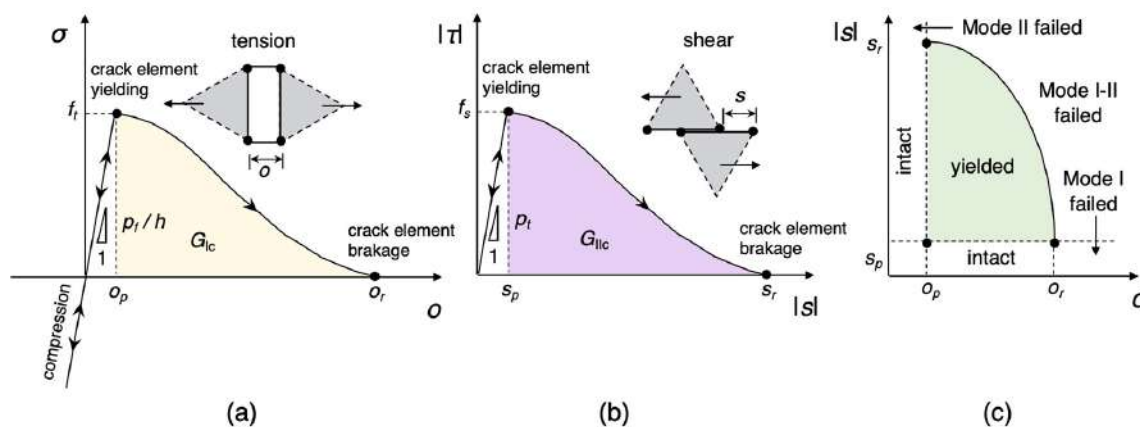 σ
tension
crack element
yielding
f_t
o
p_f / h
1
G_Ic
crack element
brakage
o_p
o_r
o
compression
(a)
|τ|
shear
crack element
yielding
f_s
s
p_t
1
G_IIc
crack element
brakage
s_p
s_r
|s|
(b)
|s|
s_r
Mode II failed
Mode I-II
failed
intact
yielded
Mode I
failed
s_p
intact
o_p
o_r
(c)